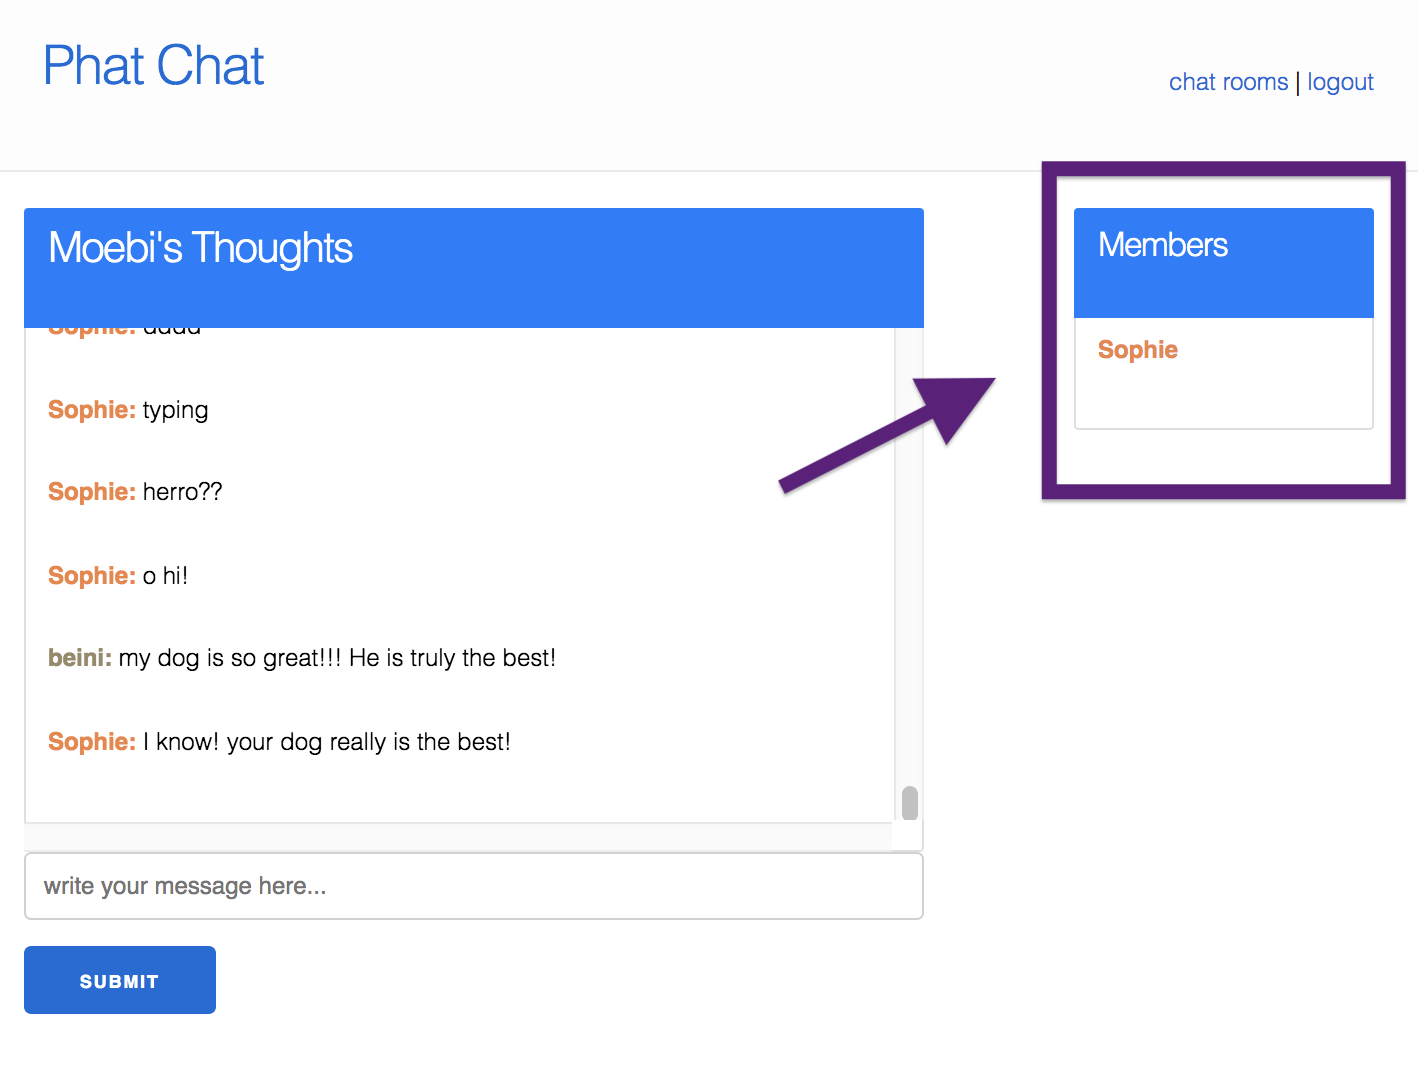 Phat Chat
chat rooms | logout
Moebi's Thoughts
Sophie:
Sophie: typing
Sophie: herro??
Sophie: o hi!
beini: my dog is so great!!! He is truly the best!
Sophie: I know! your dog really is the best!
write your message here...
SUBMIT
Members
Sophie